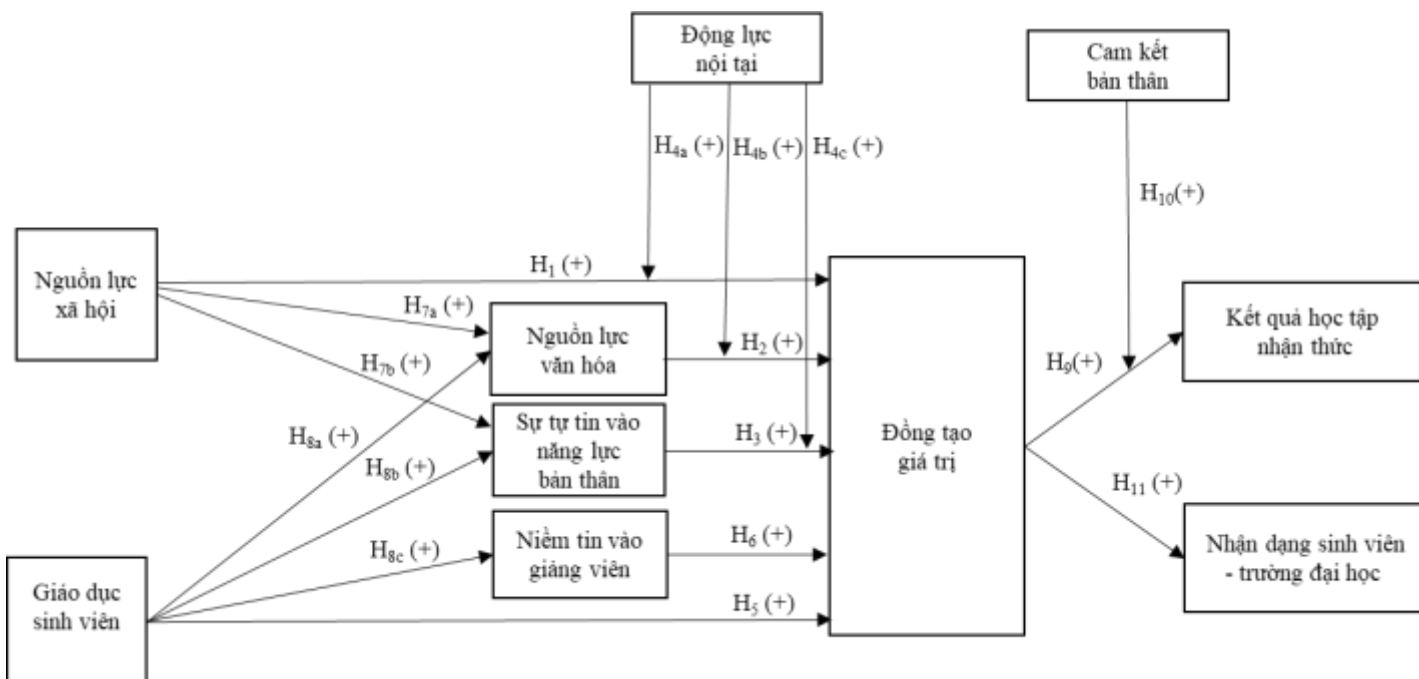 Động lực
nội tại
Cam kết
bản thân
H4a (+)
H4b (+)
H4c (+)
H10(+)
Nguồn lực
xã hội
H1 (+)
H7a (+)
Nguồn lực
văn hóa
H2 (+)
H7b (+)
Kết quả học tập
nhận thức
H9(+)
Sự tự tin vào
năng lực
bản thân
H3 (+)
Đồng tạo
giá trị
H8a (+)
H8b (+)
H11 (+)
Niềm tin vào
giảng viên
H6 (+)
H8c (+)
Nhận dạng sinh viên
- trường đại học
Giáo dục
sinh viên
H5 (+)